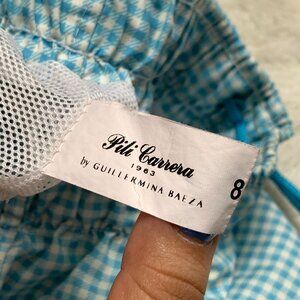 Pili Carrera
1963
by GUILLERMINA BAEZA
8